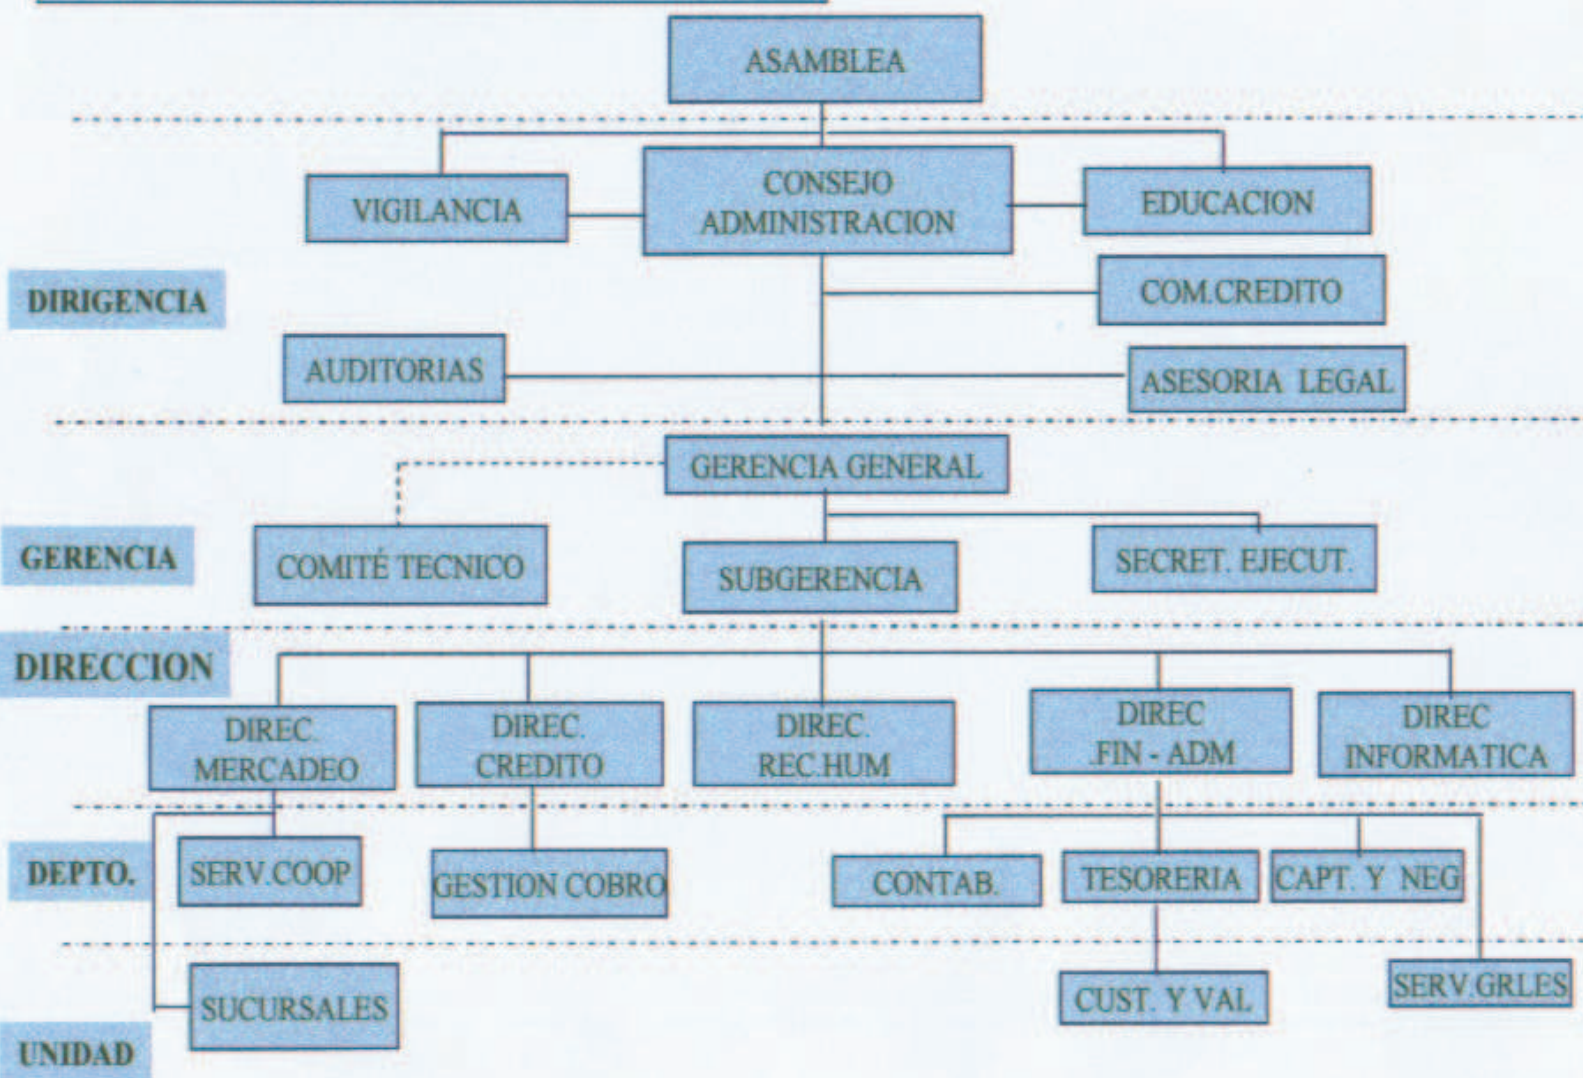 ASAMBLEA
VIGILANCIA
CONSEJO
ADMINISTRACION
EDUCACION
DIRIGENCIA
COM.CREDITO
AUDITORIAS
ASESORIA LEGAL
GERENCIA GENERAL
GERENCIA
COMITÉ TECNICO
SUBGERENCIA
SECRET. EJECUT.
DIRECCION
DIREC.
MERCADEO
DIREC.
CREDITO
DIREC.
REC.HUM
DIREC
.FIN - ADM
DIREC
INFORMATICA
DEPTO.
SERV.COOP
GESTION COBRO
CONTAB.
TESORERIA
CAPT. Y NEG
SUCURSALES
CUST. Y VAL
SERV.GRLES
UNIDAD